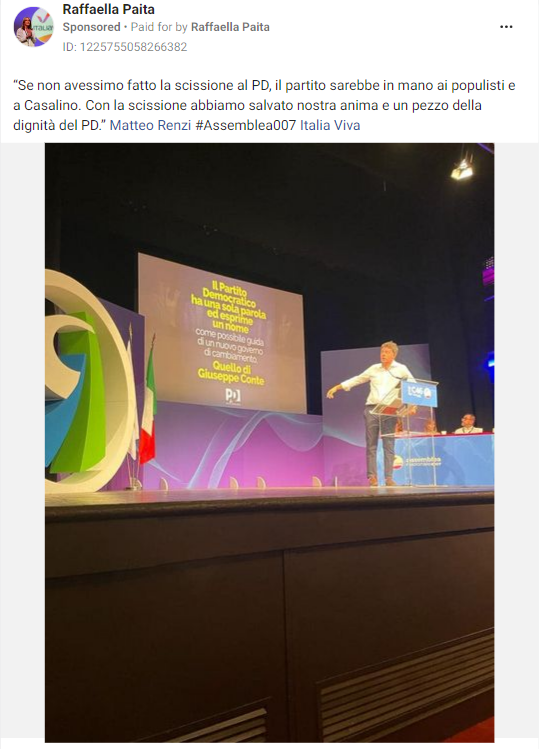 Raffaella Paita
Sponsored • Paid for by Raffaella Paita
ID: 1225755058266382
“Se non avessimo fatto la scissione al PD, il partito sarebbe in mano ai populisti e
a Casalino. Con la scissione abbiamo salvato nostra anima e un pezzo della
dignità del PD.” Matteo Renzi #Assemblea007 Italia Viva
Il Partito
Democratico
ha una sola parola
ed esprime
un nome
come possibile guida
di un nuovo governo
di cambiamento.
Quello di
Giuseppe Conte
PD